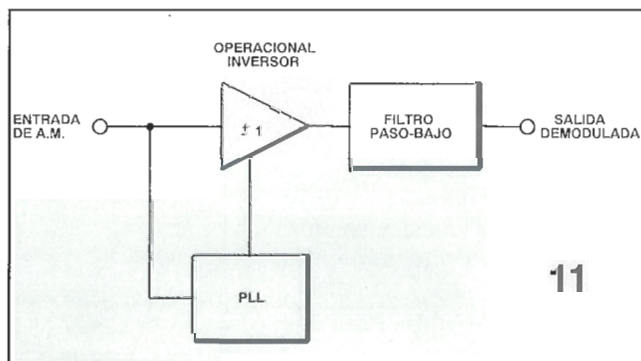 OPERACIONAL
INVERSOR
ENTRADA
DE A.M.
± 1
FILTRO
PASO-BAJO
SALIDA
DEMODULADA
PLL
11